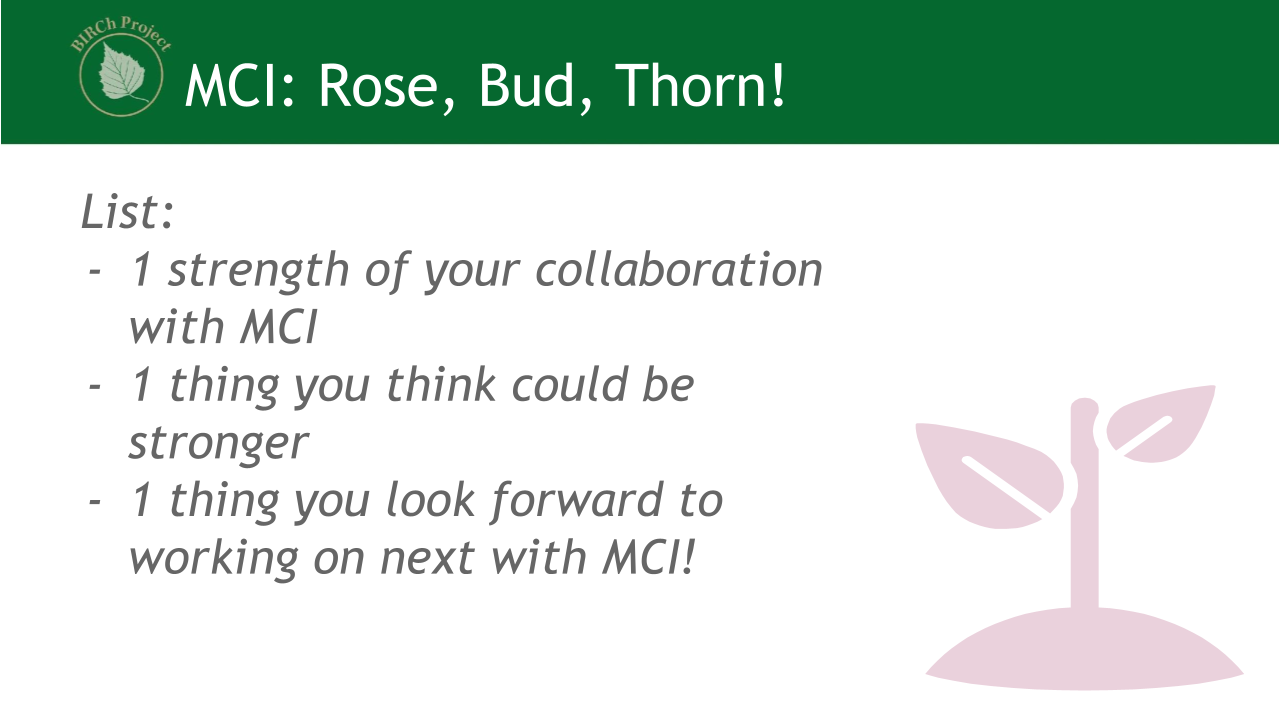 BIRCh Project
MCI: Rose, Bud, Thorn!
List:
- 1 strength of your collaboration
with MCI
- 1 thing you think could be
stronger
- 1 thing you look forward to
working on next with MCI!